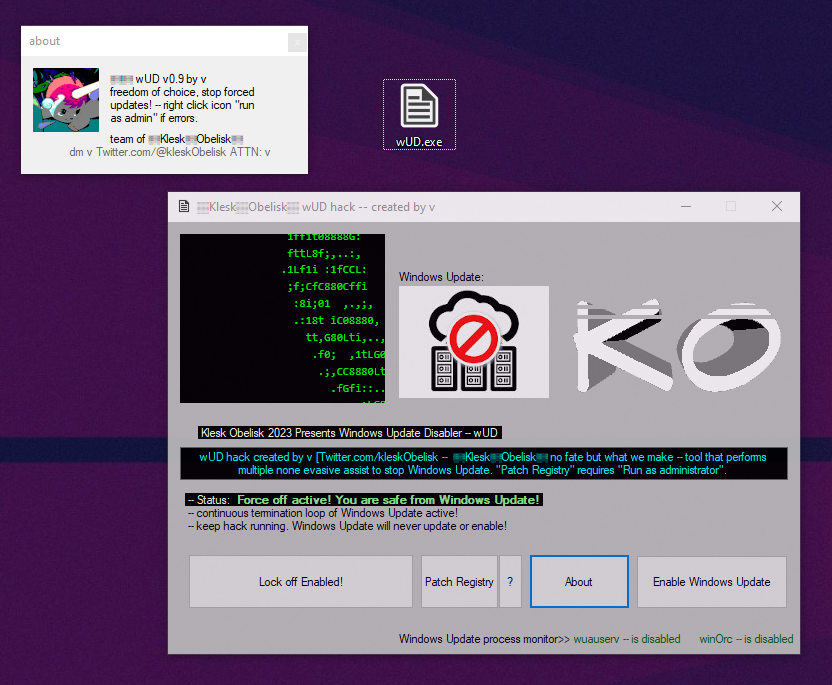 about
wUD v0.9 by v
freedom of choice, stop forced
updates! -- right click icon "run
as admin" if errors.
team of ▒▒Klesk▒▒Obelisk▒▒
dm v Twitter.com/@kleskObelisk ATTN: v
wUD.exe
▒▒Klesk▒▒Obelisk▒▒ wUD hack -- created by v
1ff1t08888G:
fttL8f;,..:,
.1Lf1i :1fCCL:
;f;CfC880Cffi
:8i;01 ,.,;,
.:18t iC08880,
tt,G80Lti,..,
.f0; ,1tLG0
.;,CC8880Lt
.fGfi::..
Windows Update:
KO
Klesk Obelisk 2023 Presents Windows Update Disabler -- wUD
wUD hack created by v [Twitter.com/kleskObelisk -- ▒▒Klesk▒▒Obelisk▒▒ no fate but what we make -- tool that performs
multiple none evasive assist to stop Windows Update. "Patch Registry" requires "Run as administrator".
-- Status: Force off active! You are safe from Windows Update!
-- continuous termination loop of Windows Update active!
-- keep hack running. Windows Update will never update or enable!
Lock off Enabled!
Patch Registry
?
About
Enable Windows Update
Windows Update process monitor>> wuauserv -- is disabled winOrc -- is disabled